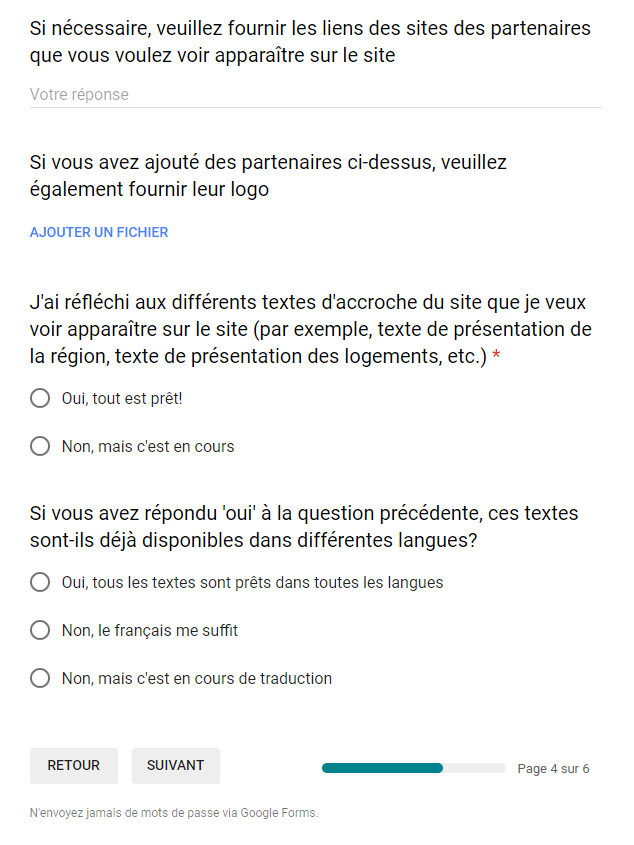 Si nécessaire, veuillez fournir les liens des sites des partenaires
que vous voulez voir apparaître sur le site
Votre réponse
Si vous avez ajouté des partenaires ci-dessus, veuillez
également fournir leur logo
AJOUTER UN FICHIER
J'ai réfléchi aux différents textes d'accroche du site que je veux
voir apparaître sur le site (par exemple, texte de présentation de
la région, texte de présentation des logements, etc.) *
Oui, tout est prêt!
Non, mais c'est en cours
Si vous avez répondu 'oui' à la question précédente, ces textes
sont-ils déjà disponibles dans différentes langues?
Oui, tous les textes sont prêts dans toutes les langues
Non, le français me suffit
Non, mais c'est en cours de traduction
RETOUR SUIVANT Page 4 sur 6
N'envoyez jamais de mots de passe via Google Forms.